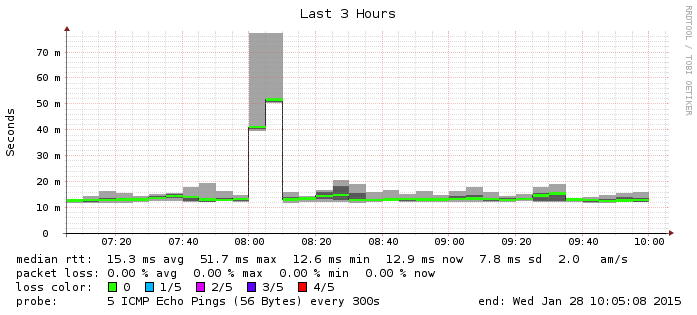 Last 3 Hours
RRDTOOL / TOBI OETIKER
Seconds
70 m
60 m
50 m
40 m
30 m
20 m
10 m
0
07:20 07:40 08:00 08:20 08:40 09:00 09:20 09:40 10:00
median rtt: 15.3 ms avg 51.7 ms max 12.6 ms min 12.9 ms now 7.8 ms sd 2.0 am/s
packet loss: 0.00 % avg 0.00 % max 0.00 % min 0.00 % now
loss color: 0 1/5 2/5 3/5 4/5
probe: 5 ICMP Echo Pings (56 Bytes) every 300s end: Wed Jan 28 10:05:08 2015